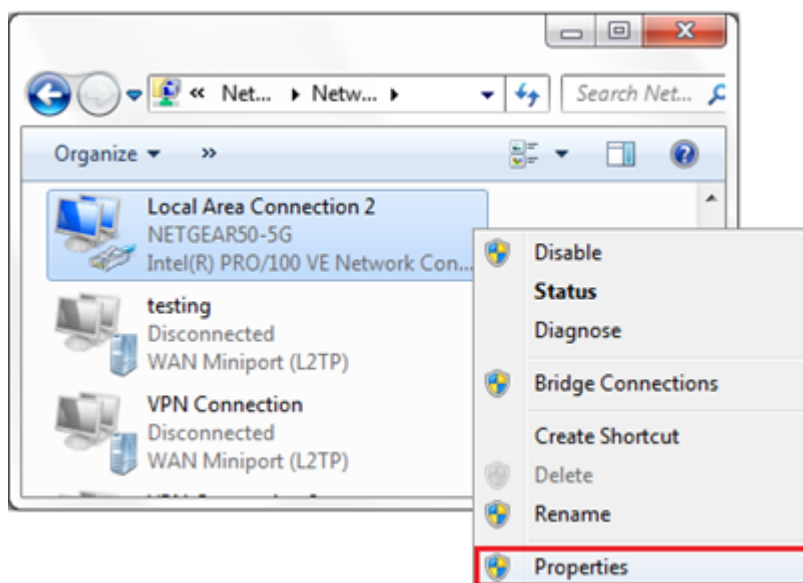 « Net... ▸ Netw... ▸
Search Net...
Organize ▼ »
Local Area Connection 2
NETGEAR50-5G
Intel(R) PRO/100 VE Network Con...
testing
Disconnected
WAN Miniport (L2TP)
VPN Connection
Disconnected
WAN Miniport (L2TP)
Disable
Status
Diagnose
Bridge Connections
Create Shortcut
Delete
Rename
Properties